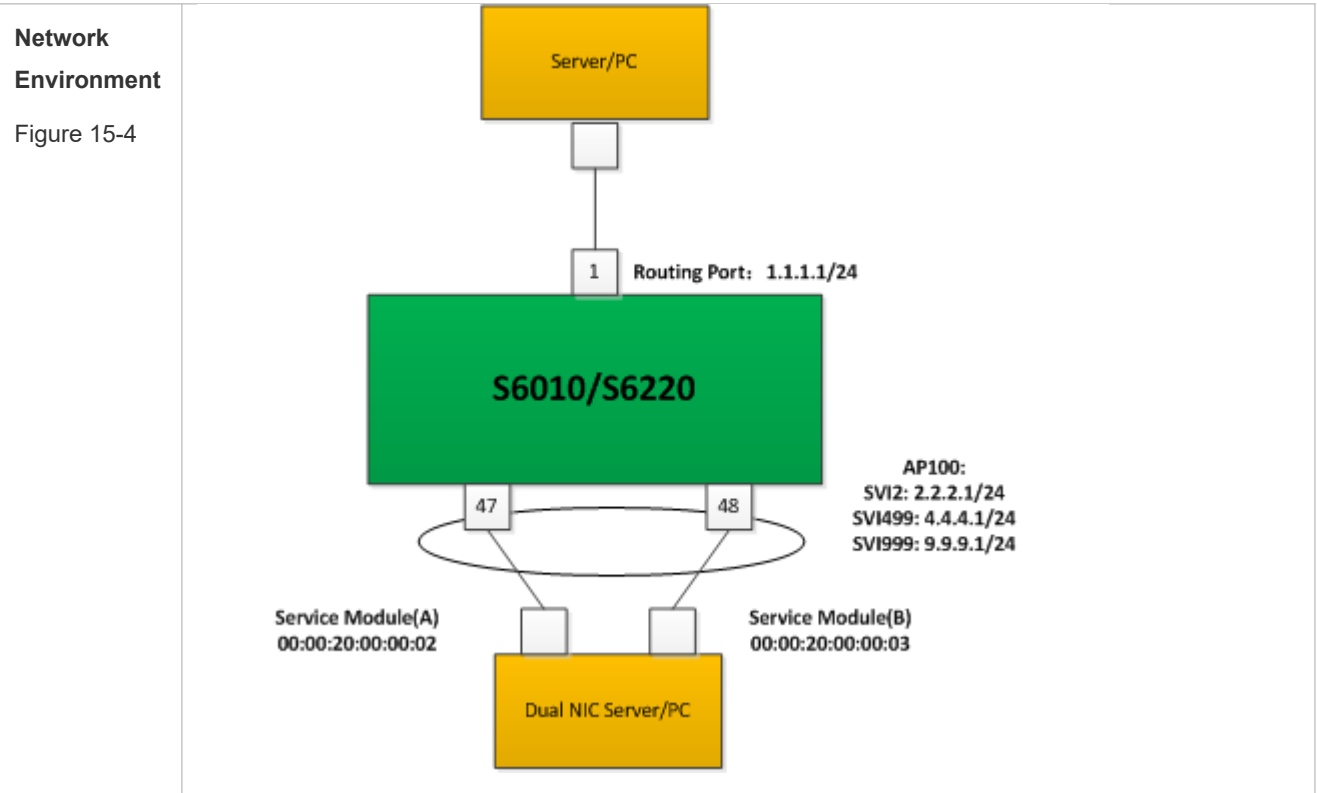 Network
Environment
Figure 15-4
Server/PC
1
Routing Port： 1.1.1.1/24
S6010/S6220
47
48
AP100:
SVI2: 2.2.2.1/24
SVI499: 4.4.4.1/24
SVI999: 9.9.9.1/24
Service Module(A)
00:00:20:00:00:02
Service Module(B)
00:00:20:00:00:03
Dual NIC Server/PC